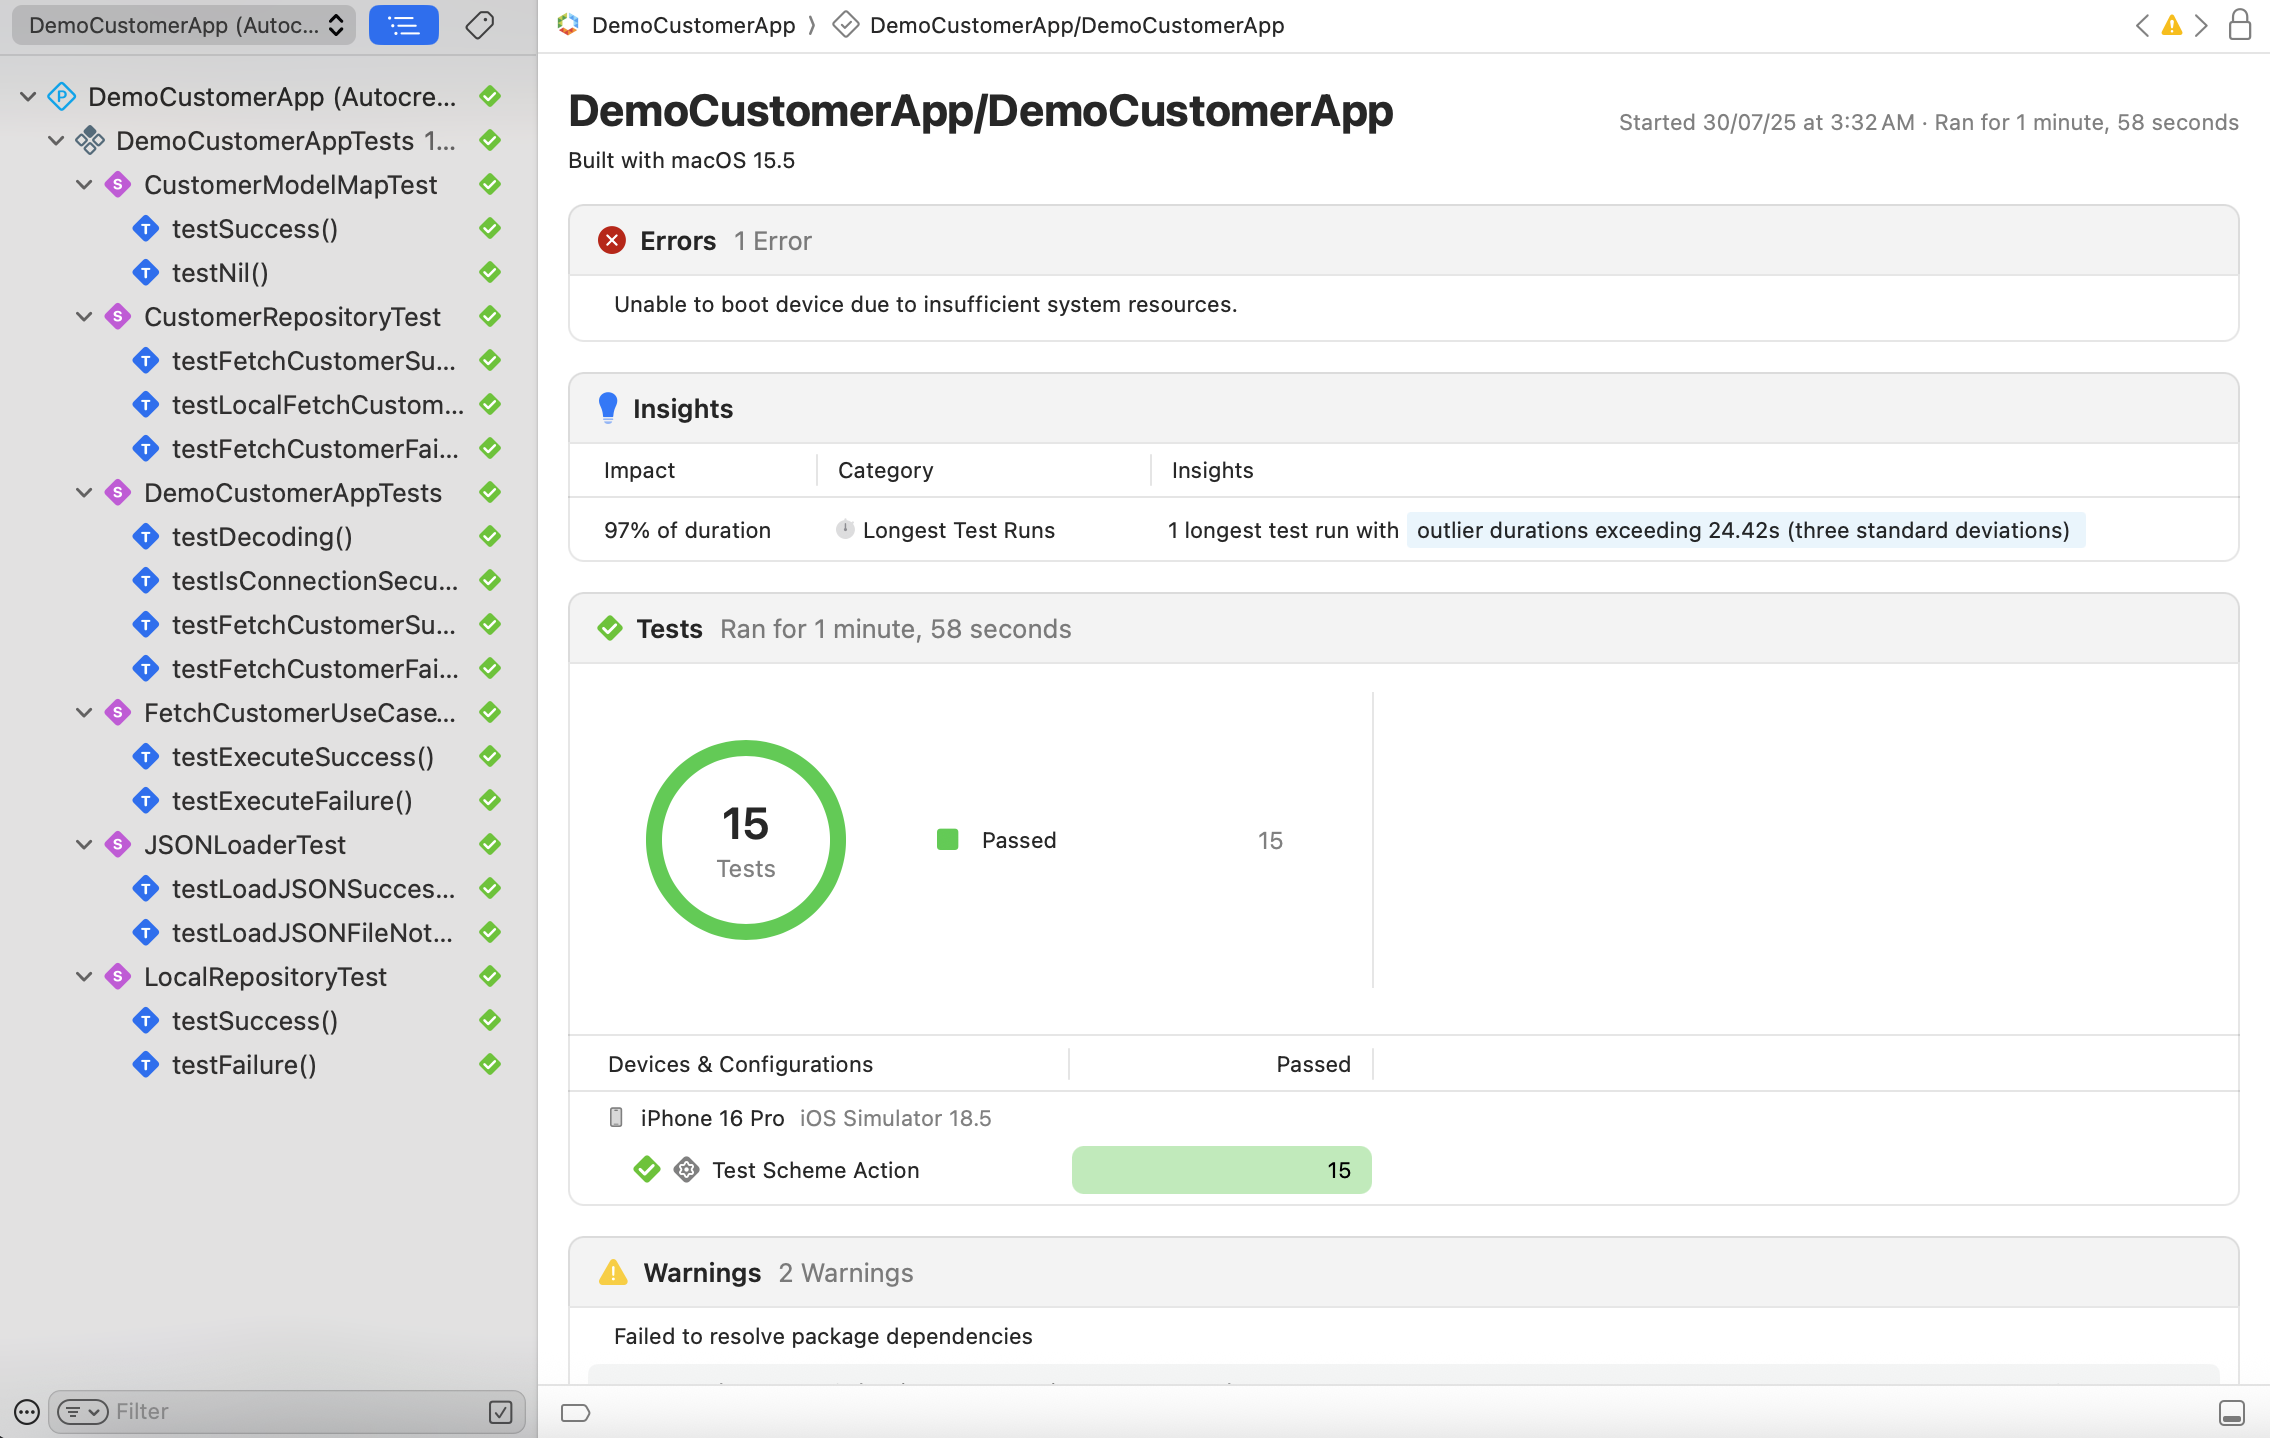 DemoCustomerApp (Autoc...
DemoCustomerApp (Autocre...
DemoCustomerAppTests 1...
CustomerModelMapTest
testSuccess()
testNil()
CustomerRepositoryTest
testFetchCustomerSu...
testLocalFetchCustom...
testFetchCustomerFai...
DemoCustomerAppTests
testDecoding()
testIsConnectionSecu...
testFetchCustomerSu...
testFetchCustomerFai...
FetchCustomerUseCase...
testExecuteSuccess()
testExecuteFailure()
JSONLoaderTest
testLoadJSONSucces...
testLoadJSONFileNot...
LocalRepositoryTest
testSuccess()
testFailure()
Filter
DemoCustomerApp
DemoCustomerApp/DemoCustomerApp
DemoCustomerApp/DemoCustomerApp
Started 30/07/25 at 3:32 AM · Ran for 1 minute, 58 seconds
Built with macOS 15.5
Errors 1 Error
Unable to boot device due to insufficient system resources.
Insights
Impact Category Insights
97% of duration Longest Test Runs 1 longest test run with outlier durations exceeding 24.42s (three standard deviations)
Tests Ran for 1 minute, 58 seconds
15
Tests
Passed 15
Devices & Configurations Passed
iPhone 16 Pro iOS Simulator 18.5
Test Scheme Action 15
Warnings 2 Warnings
Failed to resolve package dependencies